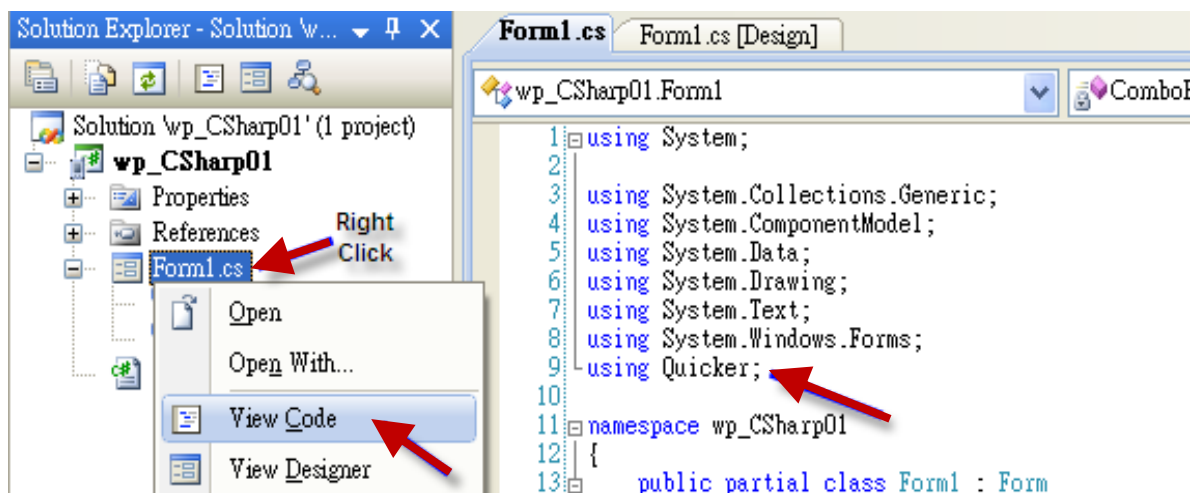 Solution Explorer - Solution 'w...
Solution 'wp_CSharp01' (1 project)
wp_CSharp01
Properties
References
Form1.cs
Right
Click
Open
Open With...
View Code
View Designer
Form1.cs
Form1.cs [Design]
wp_CSharp01.Form1
1 using System;
2
3 using System.Collections.Generic;
4 using System.ComponentModel;
5 using System.Data;
6 using System.Drawing;
7 using System.Text;
8 using System.Windows.Forms;
9 using Quicker;
10
11 namespace wp_CSharp01
12 {
13 public partial class Form1 : Form